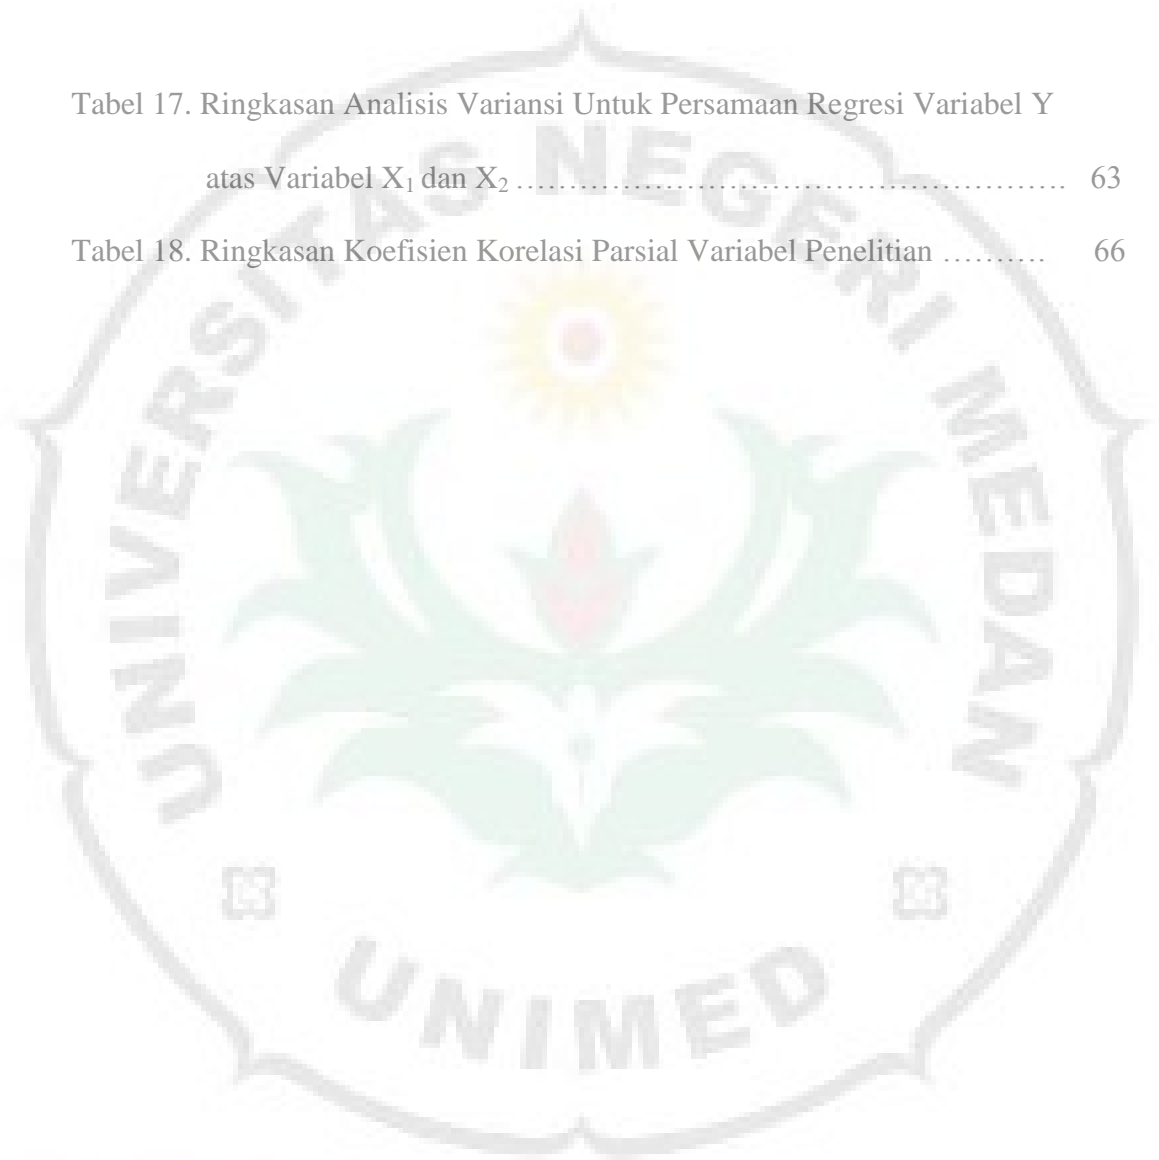 Tabel 17. Ringkasan Analisis Variansi Untuk Persamaan Regresi Variabel Y
atas Variabel X₁ dan X₂ ……………………………………………. 63
Tabel 18. Ringkasan Koefisien Korelasi Parsial Variabel Penelitian ………. 66
UNIVERSITAS NEGERI MEDAN
UNIMED